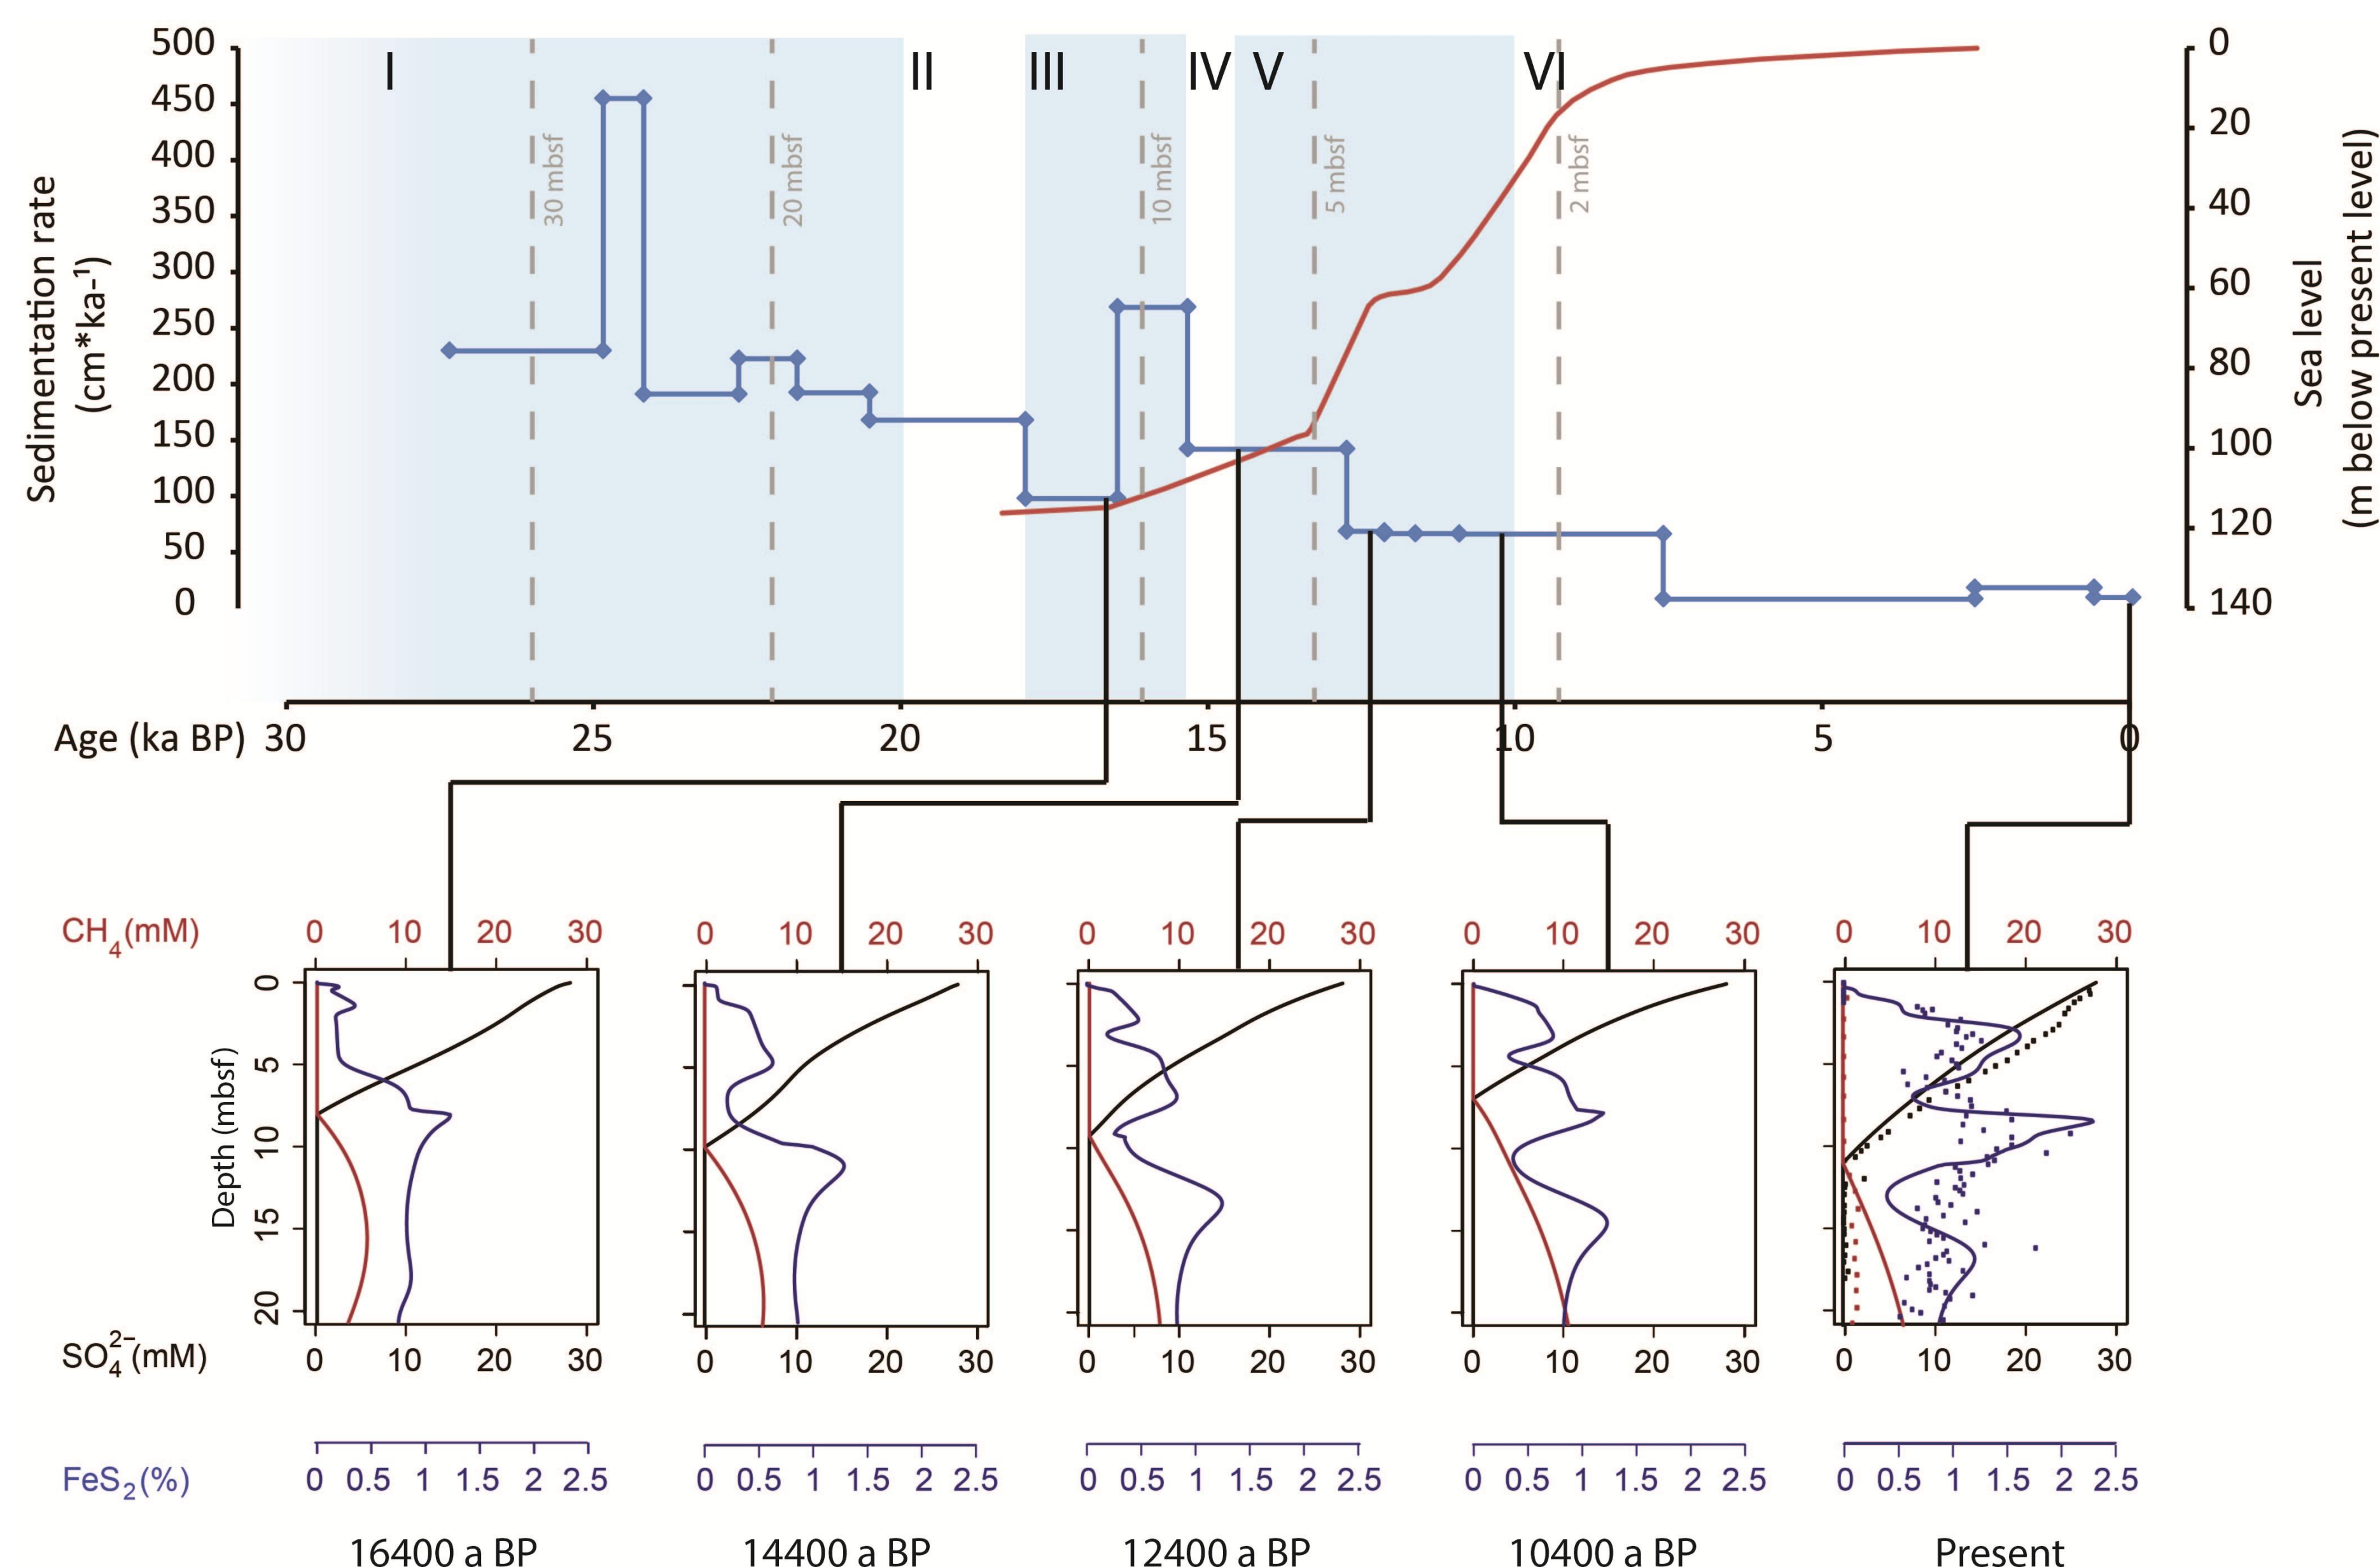 I II III IV V VI
500 450 400 350 300 250 200 150 100 50 0
Sedimentation rate
(cm*ka-¹)
30 mbsf 20 mbsf 10 mbsf 5 mbsf 2 mbsf
0 20 40 60 80 100 120 140
Sea level
(m below present level)
Age (ka BP) 30 25 20 15 10 5 0
CH₄(mM) 0 10 20 30 0 10 20 30 0 10 20 30 0 10 20 30 0 10 20 30
Depth (mbsf)
0 5 10 15 20
SO₄²⁻(mM) 0 10 20 30 0 10 20 30 0 10 20 30 0 10 20 30 0 10 20 30
FeS₂(%) 0 0.5 1 1.5 2 2.5 0 0.5 1 1.5 2 2.5 0 0.5 1 1.5 2 2.5 0 0.5 1 1.5 2 2.5 0 0.5 1 1.5 2 2.5
16400 a BP 14400 a BP 12400 a BP 10400 a BP Present